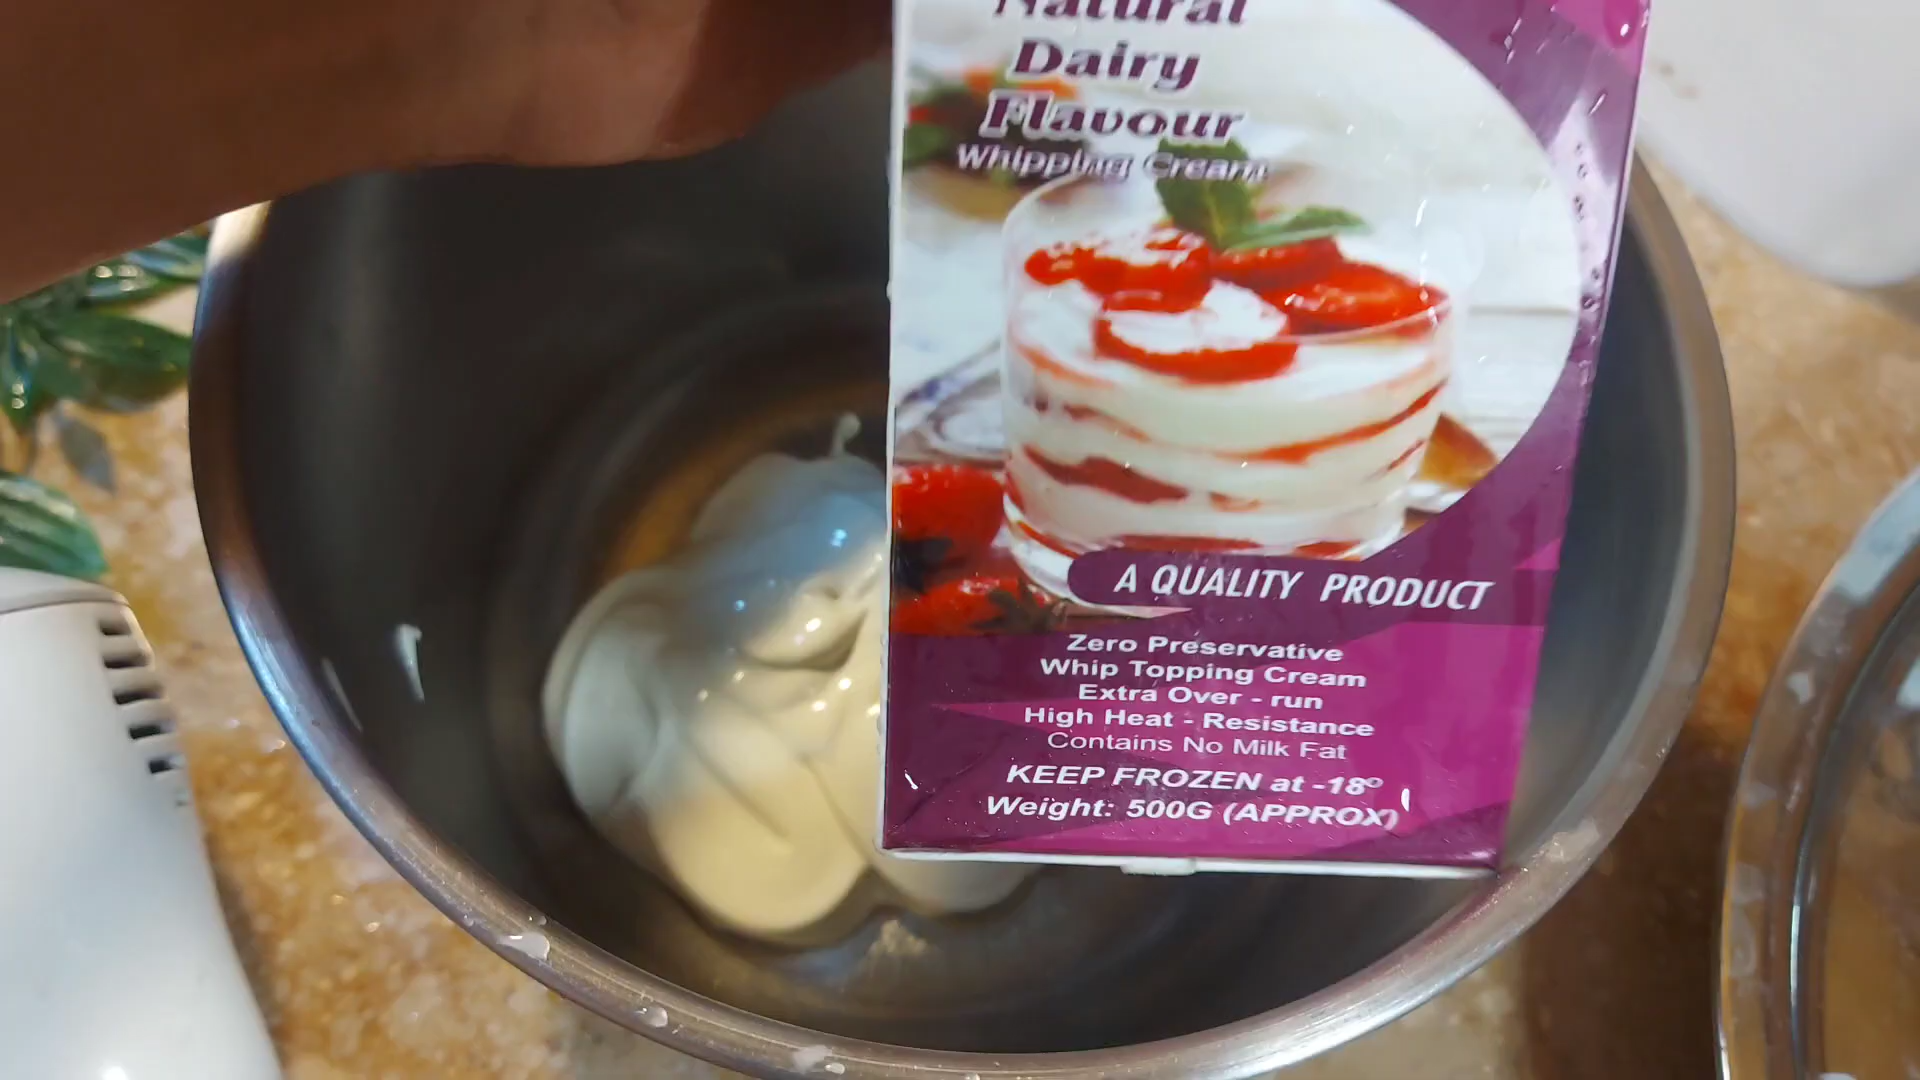 Natural
Dairy
Flavour
Whipping Cream
A QUALITY PRODUCT
Zero Preservative
Whip Topping Cream
Extra Over - run
High Heat - Resistance
Contains No Milk Fat
KEEP FROZEN at -18°
Weight: 500G (APPROX)